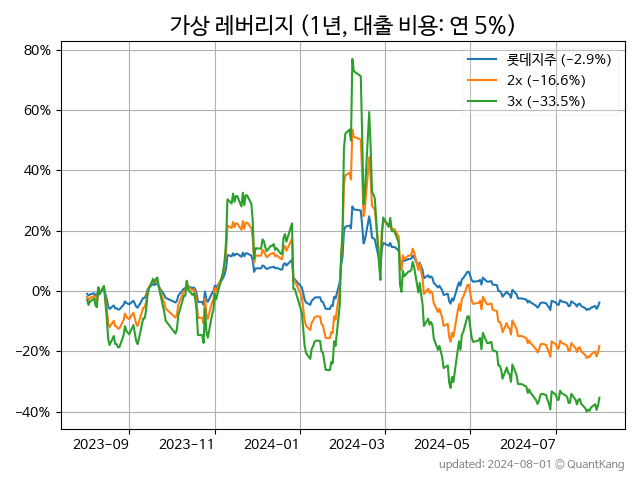 가상 레버리지 (1년, 대출 비용: 연 5%)
80%
60%
40%
20%
0%
−20%
−40%
롯데지주 (−2.9%)
2x (−16.6%)
3x (−33.5%)
2023-09
2023-11
2024-01
2024-03
2024-05
2024-07
updated: 2024-08-01 © QuantKang